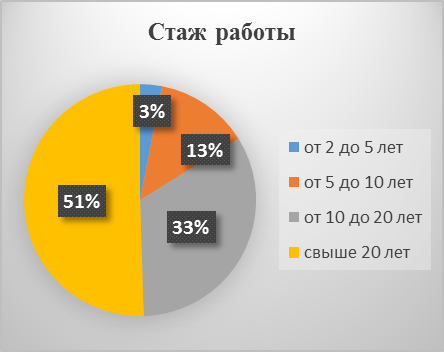 Стаж работы
3%
13%
33%
51%
от 2 до 5 лет
от 5 до 10 лет
от 10 до 20 лет
свыше 20 лет